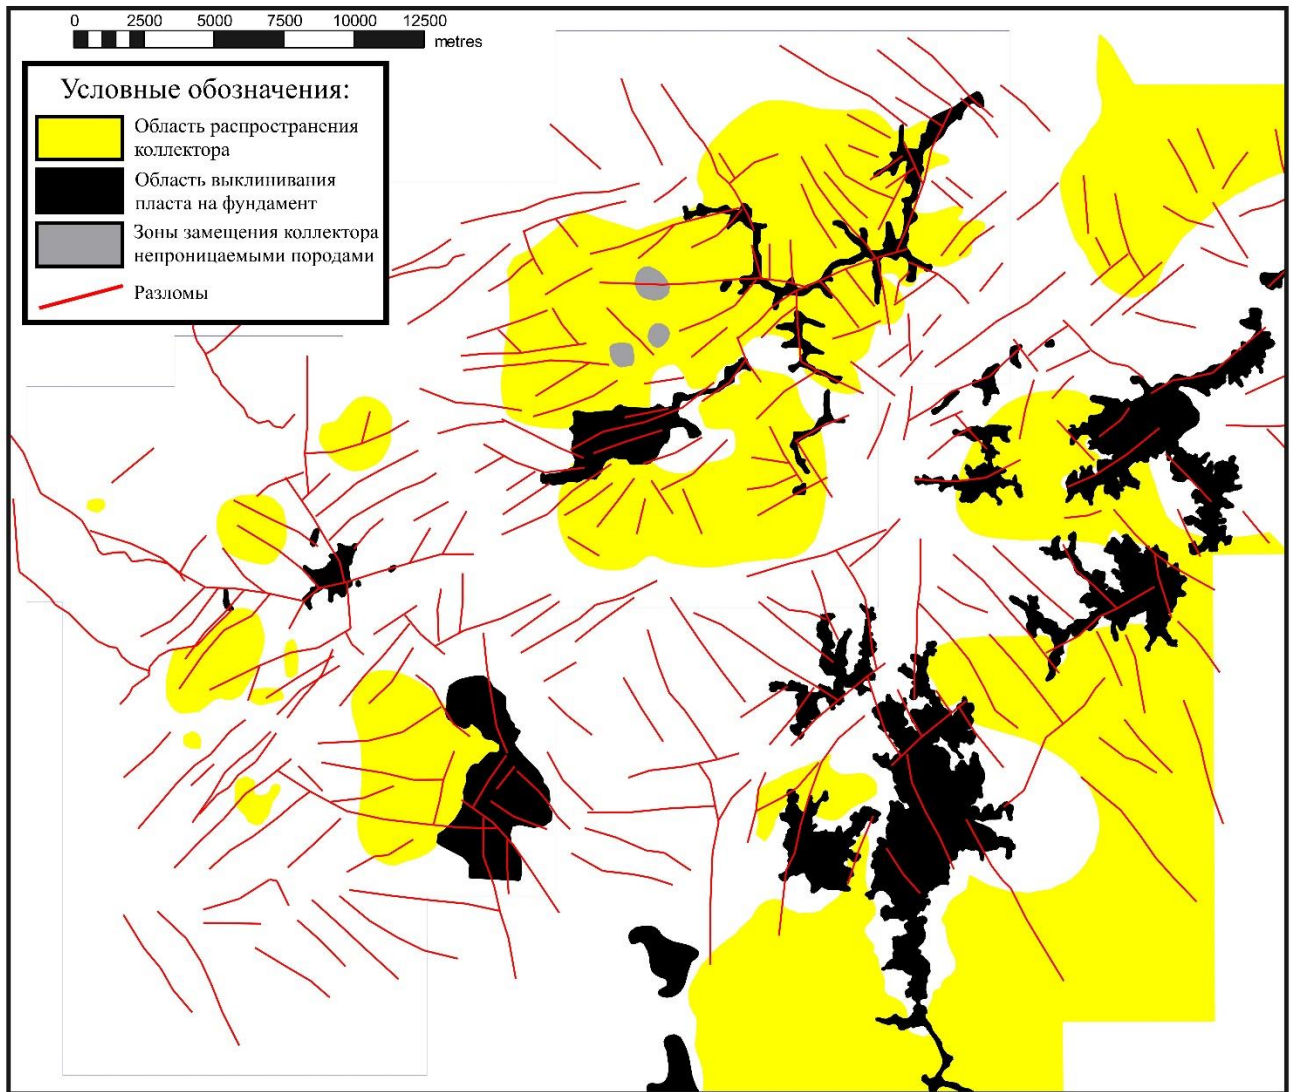 0 2500 5000 7500 10000 12500
metres
Условные обозначения:
Область распространения
коллектора
Область выклинивания
пласта на фундамент
Зоны замещения коллектора
непроницаемыми породами
Разломы